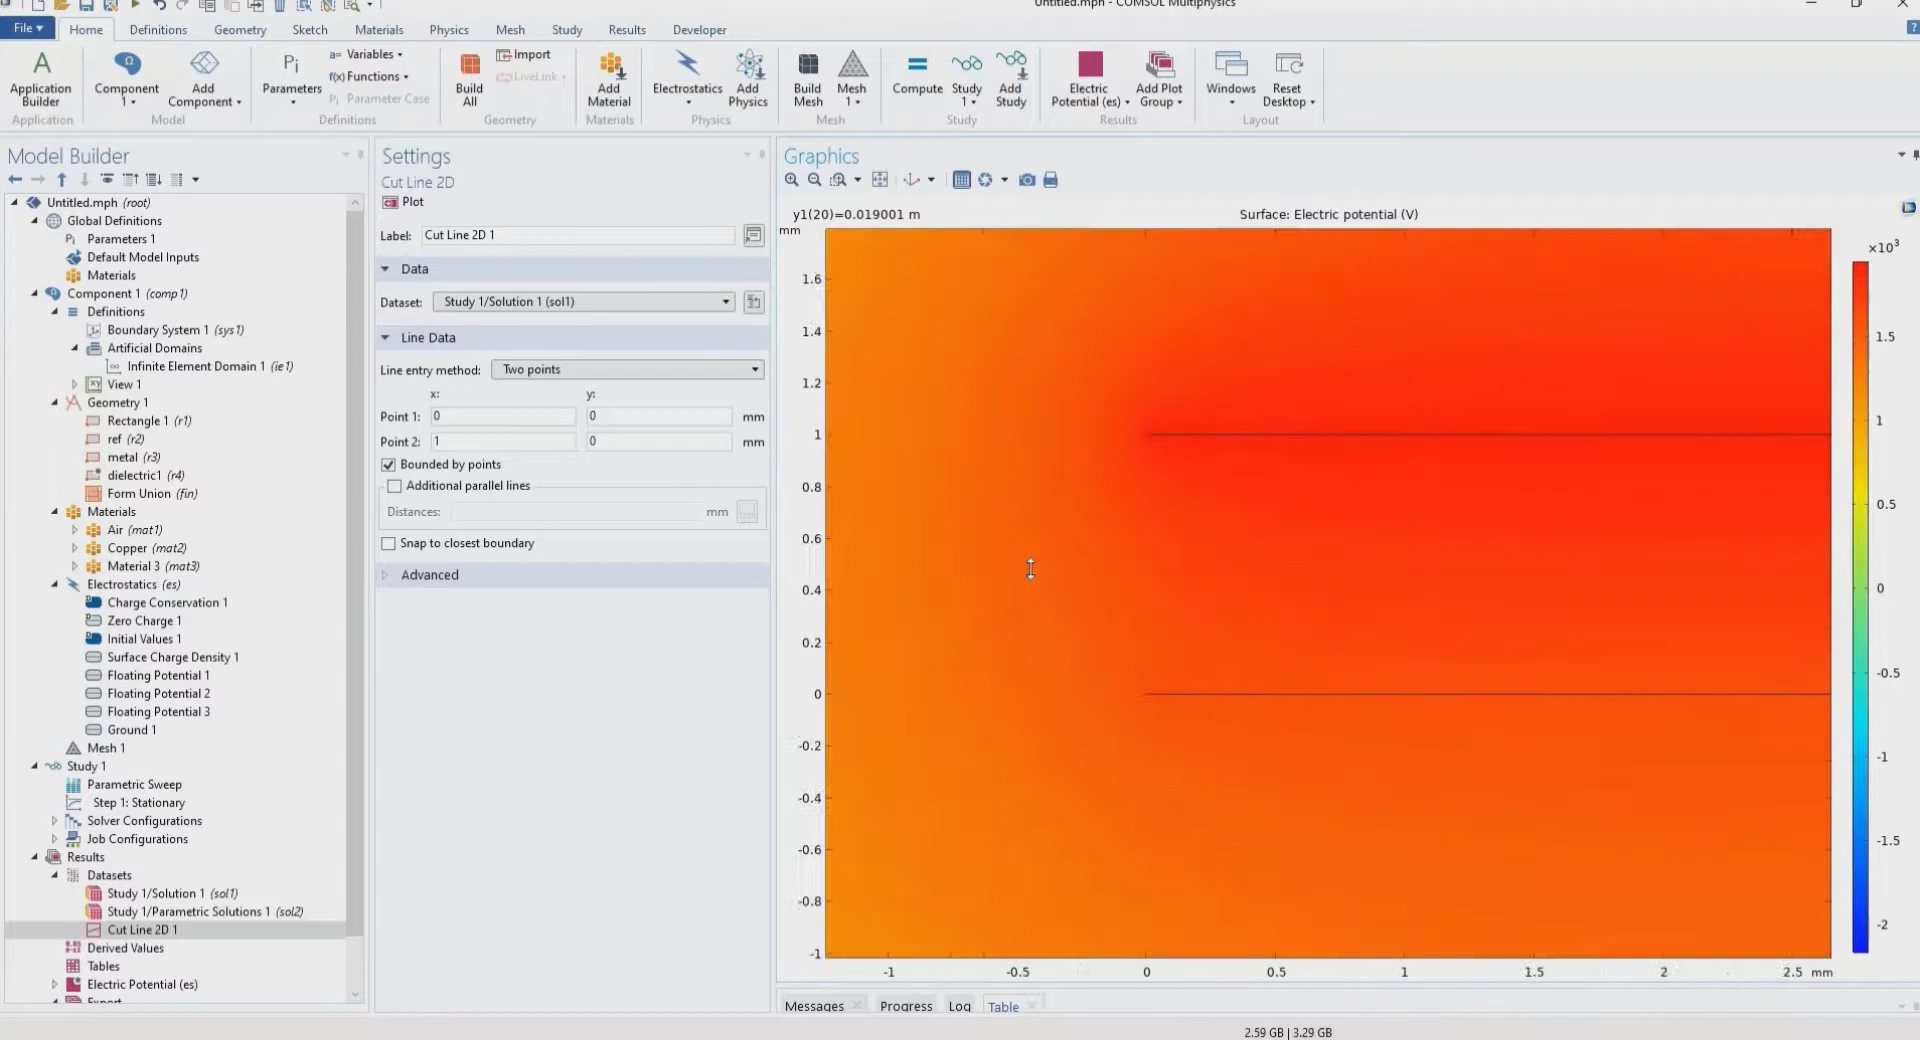 Untitled.mph - COMSOL Multiphysics
File Home Definitions Geometry Sketch Materials Physics Mesh Study Results Developer
Application Builder
Component 1
Add Component
Parameters
a= Variables
f(x) Functions
Pi Parameter Case
Build All
Import
LiveLink
Add Material
Electrostatics
Add Physics
Build Mesh
Mesh 1
Compute
Study 1
Add Study
Electric Potential (es)
Add Plot Group
Windows
Reset Desktop
Application Model Definitions Geometry Materials Physics Mesh Study Results Layout
Model Builder
Untitled.mph (root)
Global Definitions
Pi Parameters 1
Default Model Inputs
Materials
Component 1 (comp1)
Definitions
Boundary System 1 (sys1)
Artificial Domains
Infinite Element Domain 1 (ie1)
View 1
Geometry 1
Rectangle 1 (r1)
ref (r2)
metal (r3)
dielectric1 (r4)
Form Union (fin)
Materials
Air (mat1)
Copper (mat2)
Material 3 (mat3)
Electrostatics (es)
Charge Conservation 1
Zero Charge 1
Initial Values 1
Surface Charge Density 1
Floating Potential 1
Floating Potential 2
Floating Potential 3
Ground 1
Mesh 1
Study 1
Parametric Sweep
Step 1: Stationary
Solver Configurations
Job Configurations
Results
Datasets
Study 1/Solution 1 (sol1)
Study 1/Parametric Solutions 1 (sol2)
Cut Line 2D 1
Derived Values
Tables
Electric Potential (es)
Export
Settings
Cut Line 2D
Plot
Label: Cut Line 2D 1
Data
Dataset: Study 1/Solution 1 (sol1)
Line Data
Line entry method: Two points
x: y:
Point 1: 0 0 mm
Point 2: 1 0 mm
Bounded by points
Additional parallel lines
Distances: mm
Snap to closest boundary
Advanced
Graphics
y1(20)=0.019001 m Surface: Electric potential (V)
mm
1.6
1.4
1.2
1
0.8
0.6
0.4
0.2
0
-0.2
-0.4
-0.6
-0.8
-1
-1 -0.5 0 0.5 1 1.5 2 2.5 mm
×10³
1.5
1
0.5
0
-0.5
-1
-1.5
-2
Messages Progress Log Table
2.59 GB | 3.29 GB